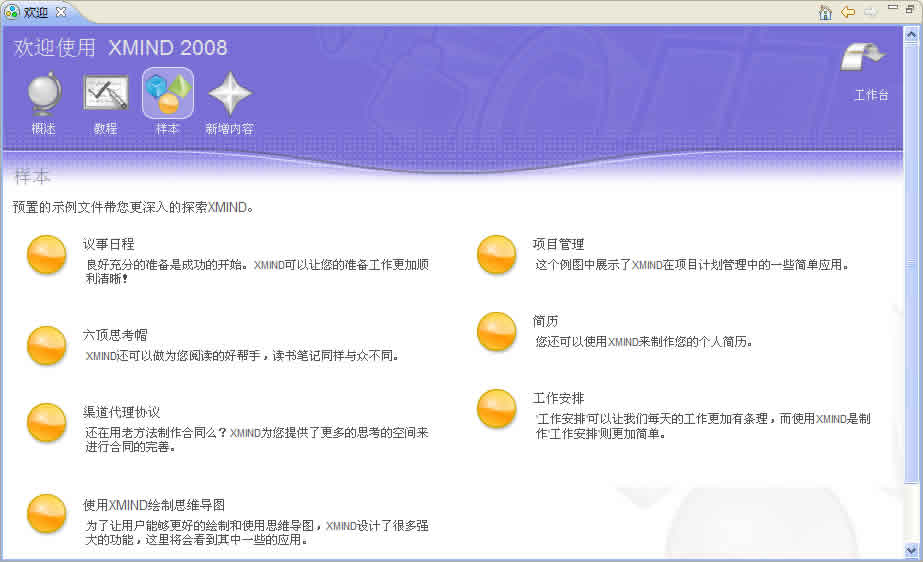 欢迎
欢迎使用 XMIND 2008
工作台
概述 教程 样本 新增内容
样本
预置的示例文件带您更深入的探索XMIND。
议事日程
良好充分的准备是成功的开始。XMIND可以让您的准备工作更加顺
利清晰！
六顶思考帽
XMIND还可以做为您阅读的好帮手，读书笔记同样与众不同。
渠道代理协议
还在用老方法制作合同么？XMIND为您提供了更多的思考的空间来
进行合同的完善。
使用XMIND绘制思维导图
为了让用户能够更好的绘制和使用思维导图，XMIND设计了很多强
大的功能，这里将会看到其中一些的应用。
项目管理
这个例图中展示了XMIND在项目计划管理中的一些简单应用。
简历
您还可以使用XMIND来制作您的个人简历。
工作安排
'工作安排'可以让我们每天的工作更加有条理，而使用XMIND是制
作'工作安排'则更加简单。